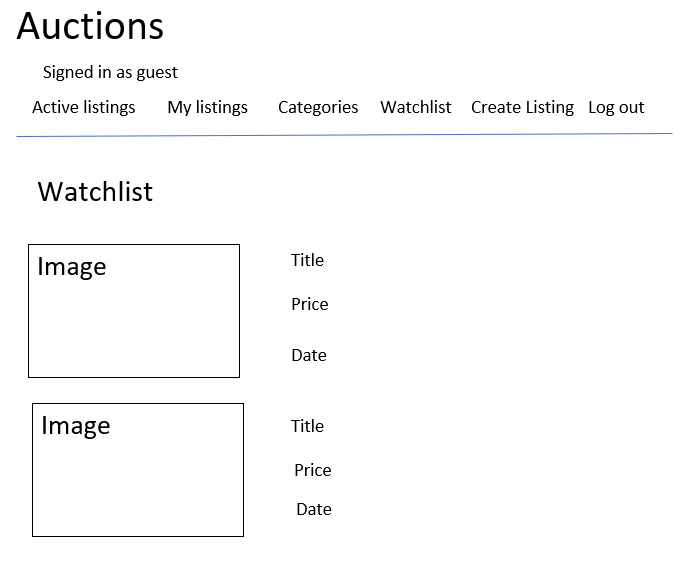 Auctions
Signed in as guest
Active listings My listings Categories Watchlist Create Listing Log out
Watchlist
Image
Title
Price
Date
Image
Title
Price
Date